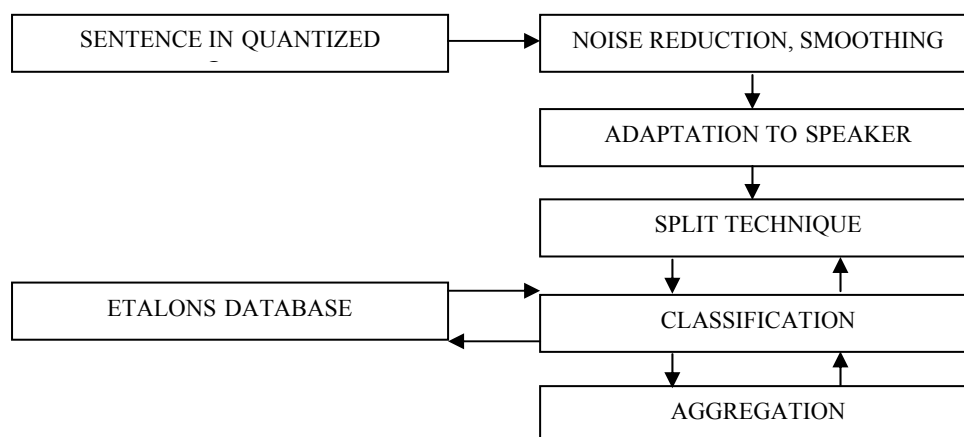 SENTENCE IN QUANTIZED
NOISE REDUCTION, SMOOTHING
ADAPTATION TO SPEAKER
SPLIT TECHNIQUE
ETALONS DATABASE
CLASSIFICATION
AGGREGATION